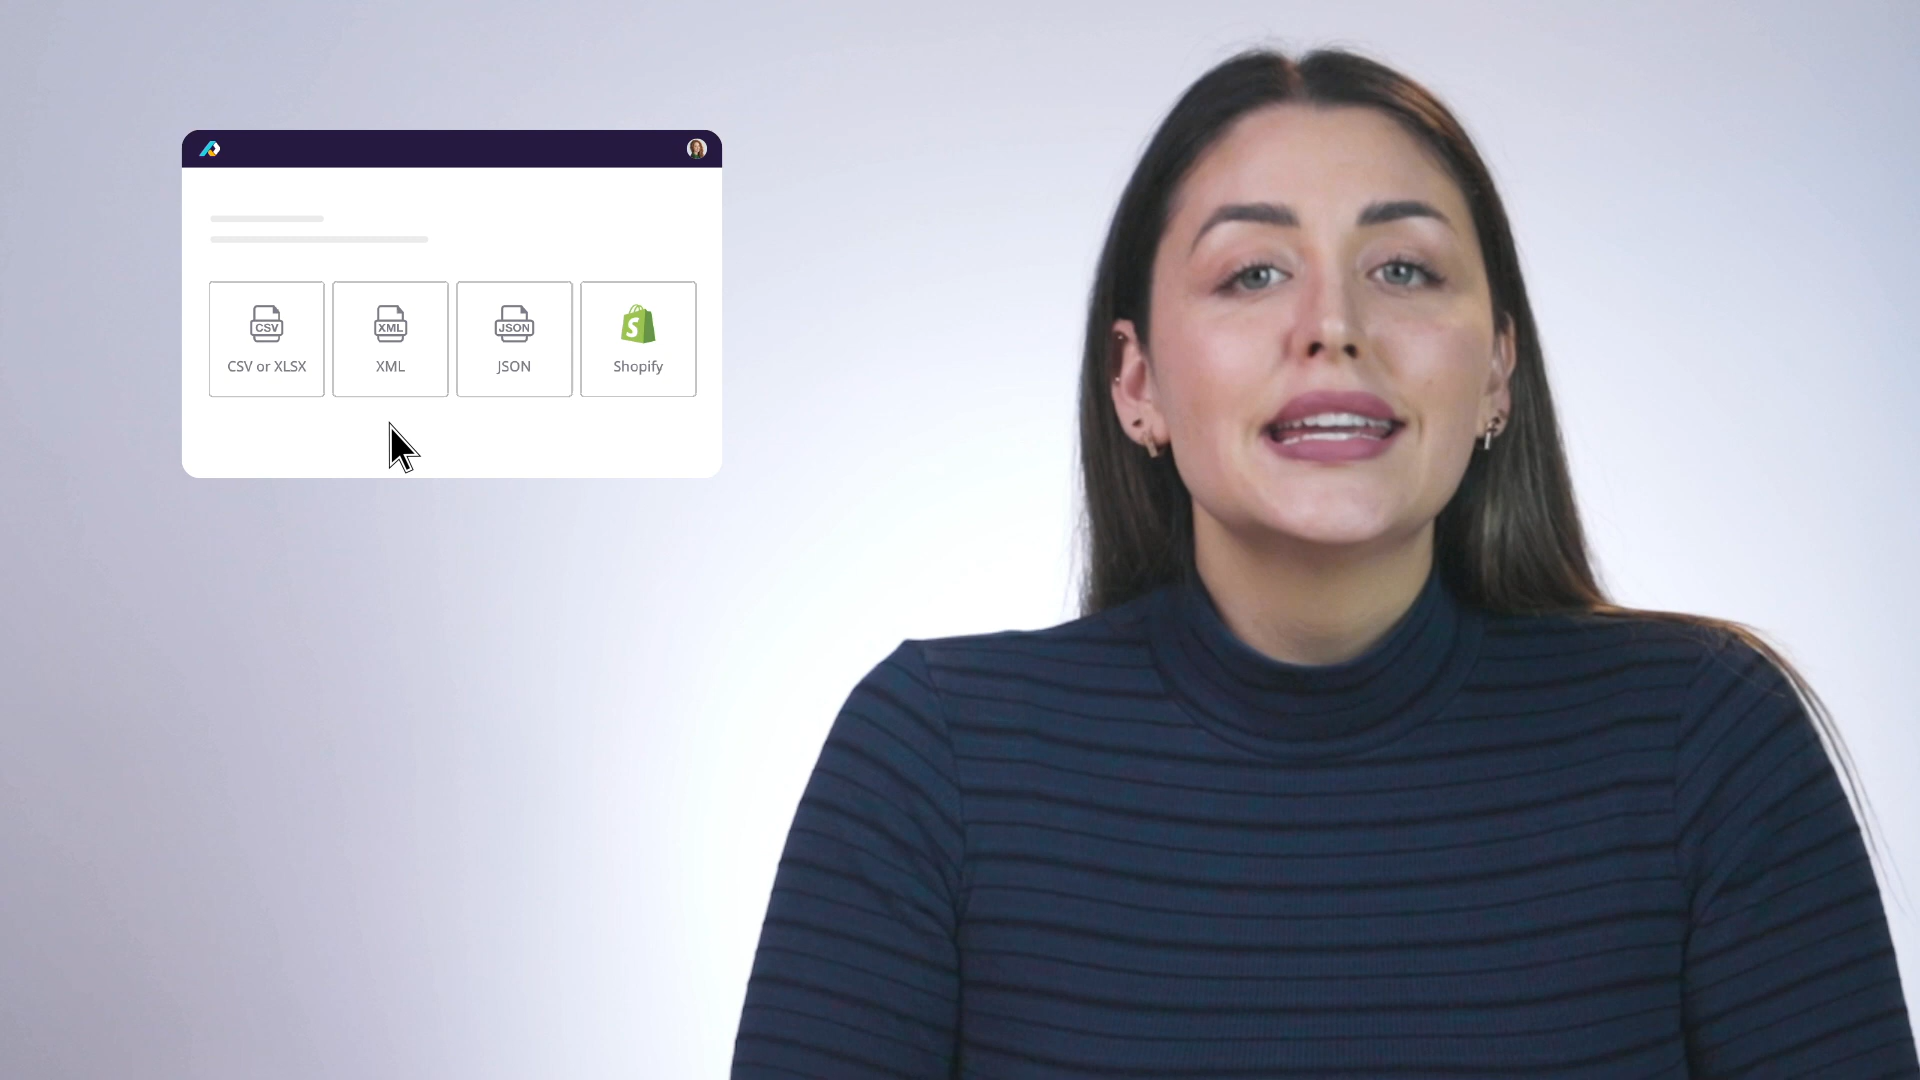 CSV
XML
JSON
CSV or XLSX
XML
JSON
Shopify